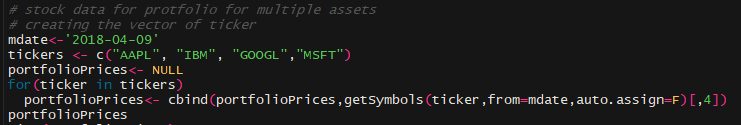 # stock data for protfolio for multiple assets
# creating the vector of ticker
mdate<-'2018-04-09'
tickers <- c("AAPL", "IBM", "GOOGL","MSFT")
portfolioPrices<- NULL
for(ticker in tickers)
  portfolioPrices<- cbind(portfolioPrices,getSymbols(ticker,from=mdate,auto.assign=F)[,4])
portfolioPrices